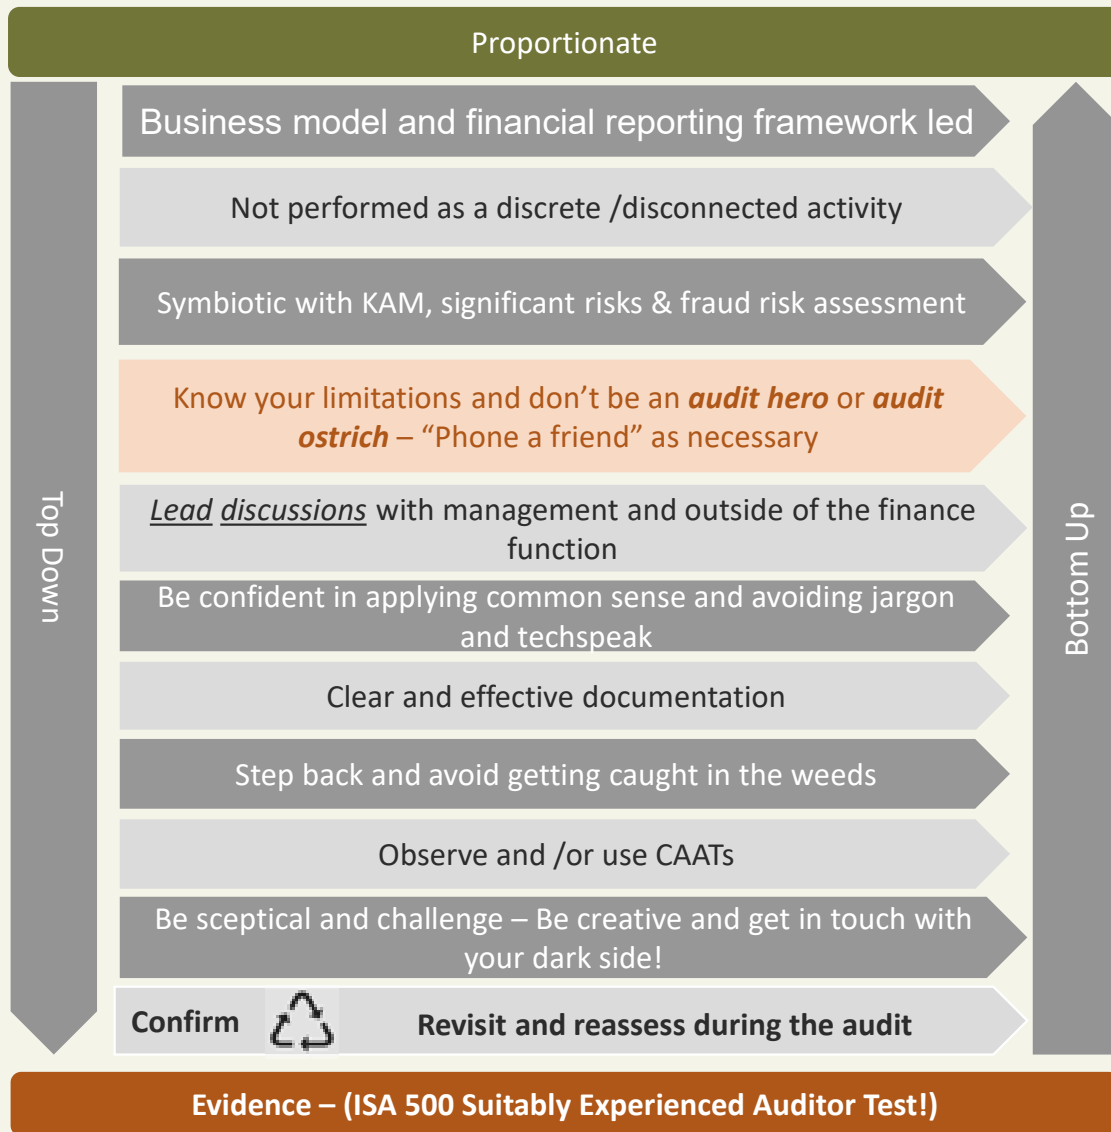 Proportionate
Business model and financial reporting framework led
Not performed as a discrete /disconnected activity
Symbiotic with KAM, significant risks & fraud risk assessment
Know your limitations and don’t be an audit hero or audit
ostrich – “Phone a friend” as necessary
Top Down
Lead discussions with management and outside of the finance
function
Bottom Up
Be confident in applying common sense and avoiding jargon
and techspeak
Clear and effective documentation
Step back and avoid getting caught in the weeds
Observe and /or use CAATs
Be sceptical and challenge – Be creative and get in touch with
your dark side!
Confirm
Revisit and reassess during the audit
Evidence – (ISA 500 Suitably Experienced Auditor Test!)